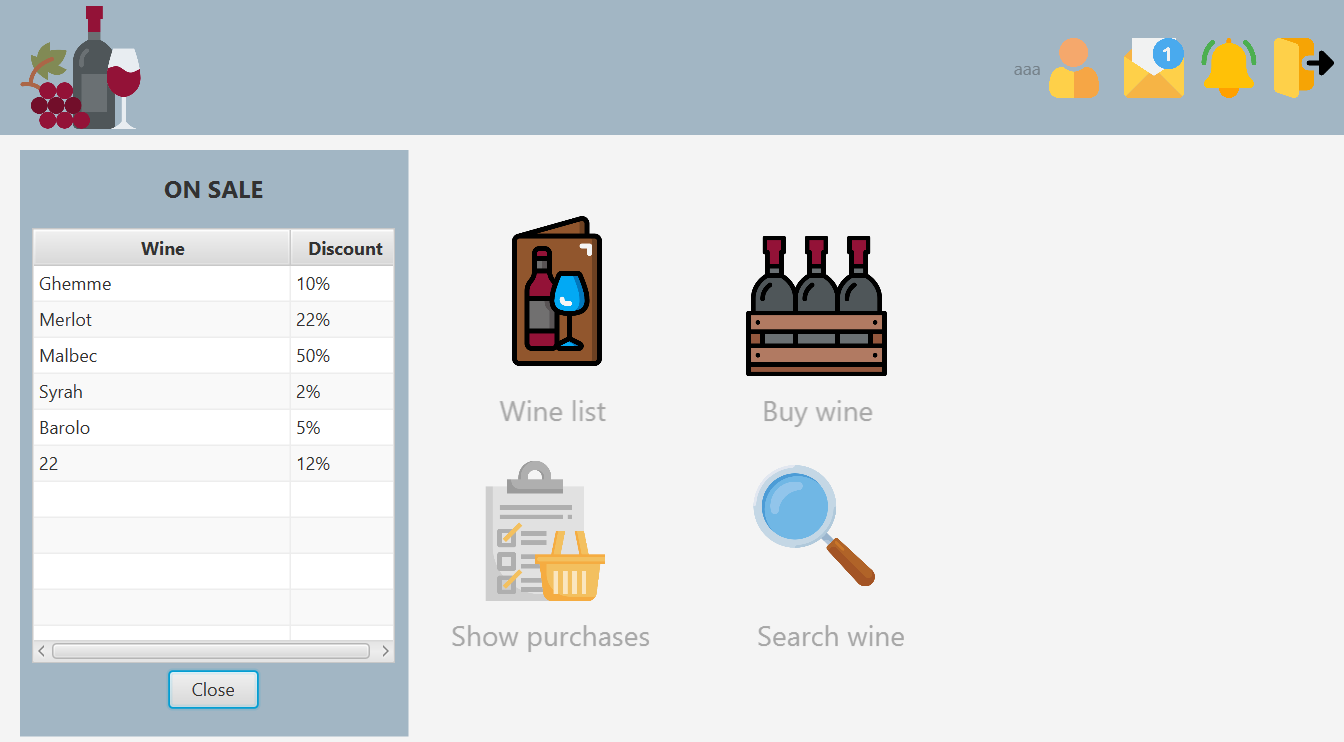 aaa
1
ON SALE
Wine Discount
Ghemme 10%
Merlot 22%
Malbec 50%
Syrah 2%
Barolo 5%
22 12%
Close
Wine list
Buy wine
Show purchases
Search wine